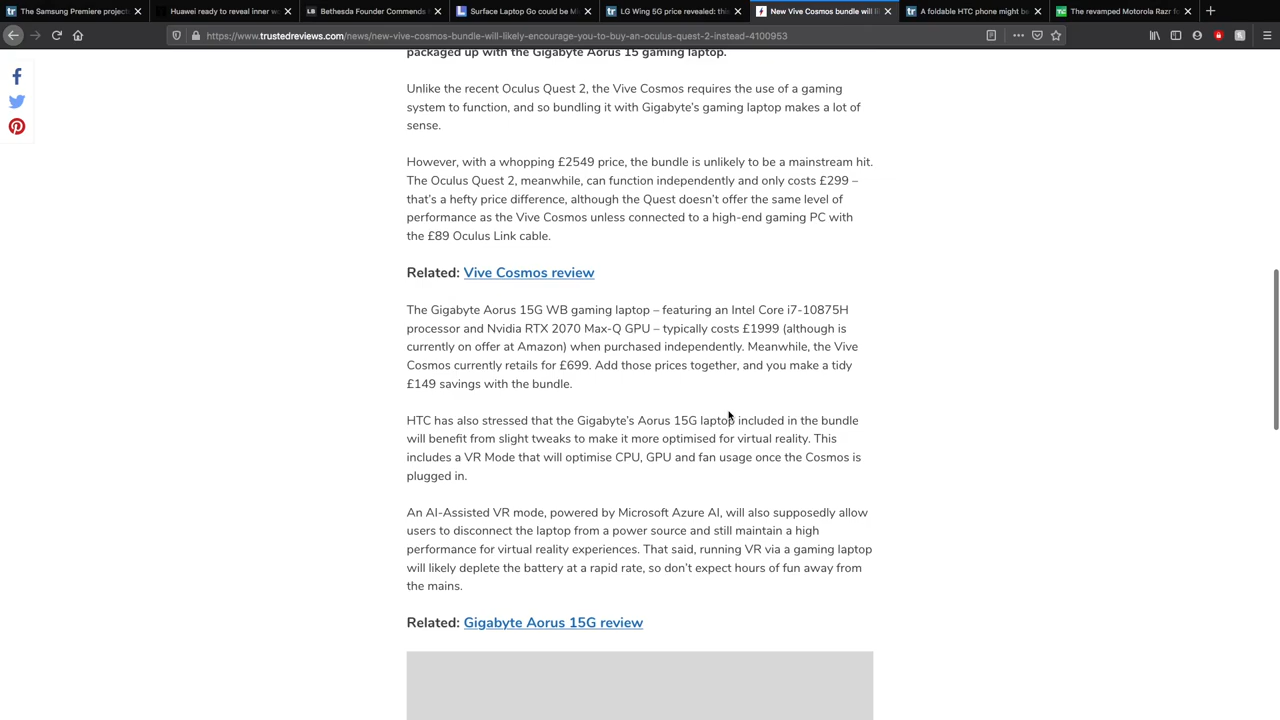 The Samsung Premiere project
Huawei ready to reveal inner w
Bethesda Founder Commends
Surface Laptop Go could be Mi
LG Wing 5G price revealed: this
New Vive Cosmos bundle will li
A foldable HTC phone might be
The revamped Motorola Razr fo
https://www.trustedreviews.com/news/new-vive-cosmos-bundle-will-likely-encourage-you-to-buy-an-oculus-quest-2-instead-4100953
packaged up with the Gigabyte Aorus 15 gaming laptop.
Unlike the recent Oculus Quest 2, the Vive Cosmos requires the use of a gaming
system to function, and so bundling it with Gigabyte's gaming laptop makes a lot of
sense.
However, with a whopping £2549 price, the bundle is unlikely to be a mainstream hit.
The Oculus Quest 2, meanwhile, can function independently and only costs £299 –
that's a hefty price difference, although the Quest doesn't offer the same level of
performance as the Vive Cosmos unless connected to a high-end gaming PC with
the £89 Oculus Link cable.
Related: Vive Cosmos review
The Gigabyte Aorus 15G WB gaming laptop – featuring an Intel Core i7-10875H
processor and Nvidia RTX 2070 Max-Q GPU – typically costs £1999 (although is
currently on offer at Amazon) when purchased independently. Meanwhile, the Vive
Cosmos currently retails for £699. Add those prices together, and you make a tidy
£149 savings with the bundle.
HTC has also stressed that the Gigabyte's Aorus 15G laptop included in the bundle
will benefit from slight tweaks to make it more optimised for virtual reality. This
includes a VR Mode that will optimise CPU, GPU and fan usage once the Cosmos is
plugged in.
An AI-Assisted VR mode, powered by Microsoft Azure AI, will also supposedly allow
users to disconnect the laptop from a power source and still maintain a high
performance for virtual reality experiences. That said, running VR via a gaming laptop
will likely deplete the battery at a rapid rate, so don't expect hours of fun away from
the mains.
Related: Gigabyte Aorus 15G review